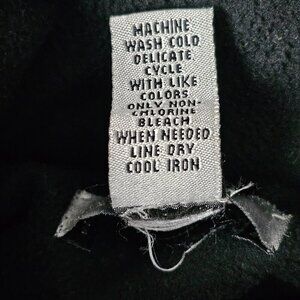 MACHINE
WASH COLD
DELICATE
CYCLE
WITH LIKE
COLORS
ONLY NON-
CHLORINE
BLEACH
WHEN NEEDED
LINE DRY
COOL IRON